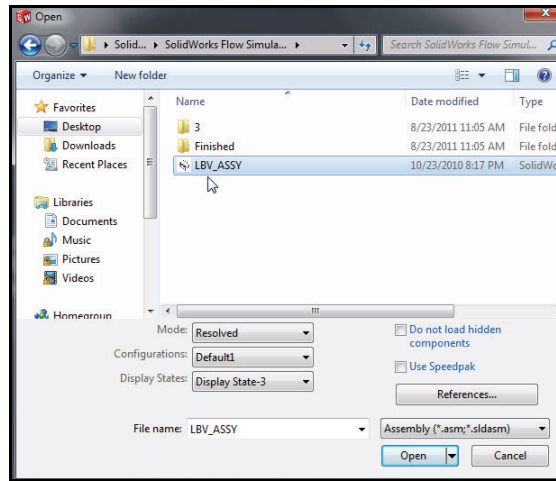 SW Open
Solid... SolidWorks Flow Simula... Search SolidWorks Flow Simul...
Organize New folder
Name Date modified Type
Favorites
Desktop
Downloads
Recent Places
Libraries
Documents
Music
Pictures
Videos
Homegroup
3 8/23/2011 11:05 AM File fold
Finished 8/23/2011 11:05 AM File fold
LBV_ASSY 10/23/2010 8:17 PM SolidWo
Mode: Resolved
Configurations: Default1
Display States: Display State-3
Do not load hidden
components
Use Speedpak
References...
File name: LBV_ASSY Assembly (*.asm;*.sldasm)
Open Cancel